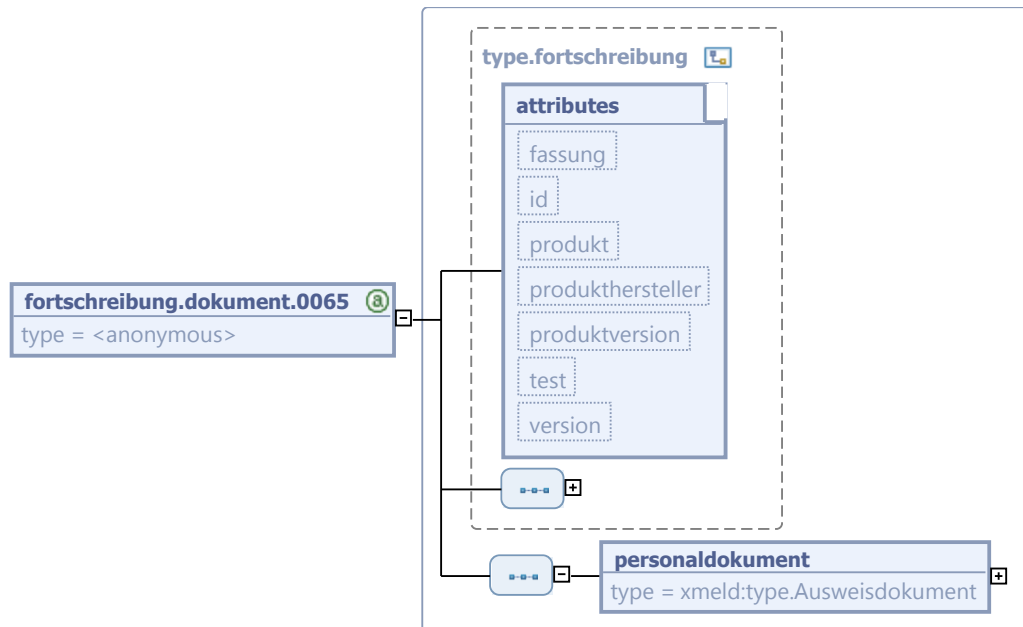 type.fortschreibung
attributes
fassung
id
produkt
produkthersteller
produktversion
test
version
fortschreibung.dokument.0065 a
type = <anonymous>
personaldokument
type = xmeld:type.Ausweisdokument